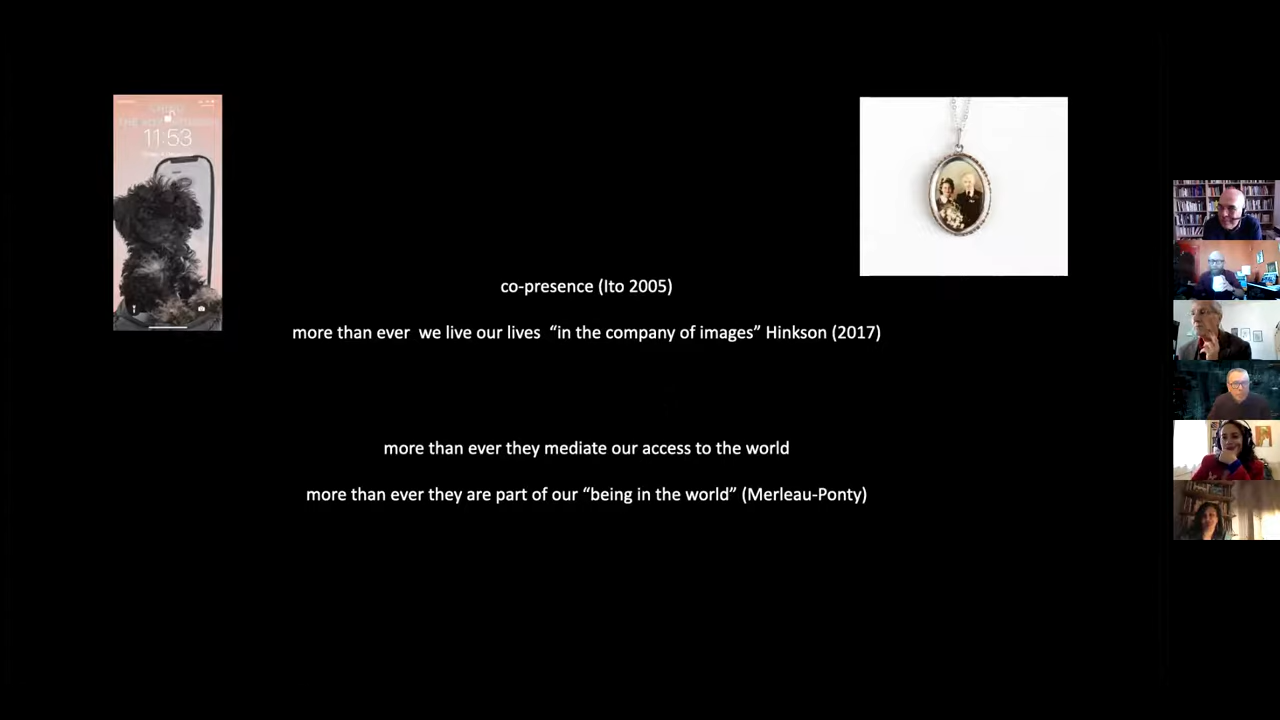 11:53
co-presence (Ito 2005)
more than ever we live our lives “in the company of images” Hinkson (2017)
more than ever they mediate our access to the world
more than ever they are part of our “being in the world” (Merleau-Ponty)